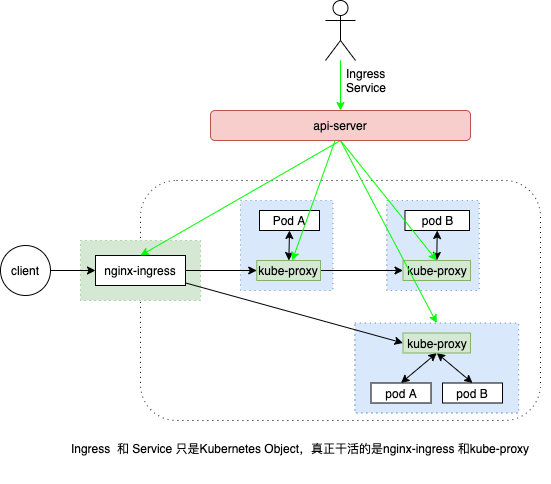 Ingress
Service
api-server
Pod A
pod B
client
nginx-ingress
kube-proxy
kube-proxy
kube-proxy
pod A
pod B
Ingress 和 Service 只是Kubernetes Object，真正干活的是nginx-ingress 和kube-proxy